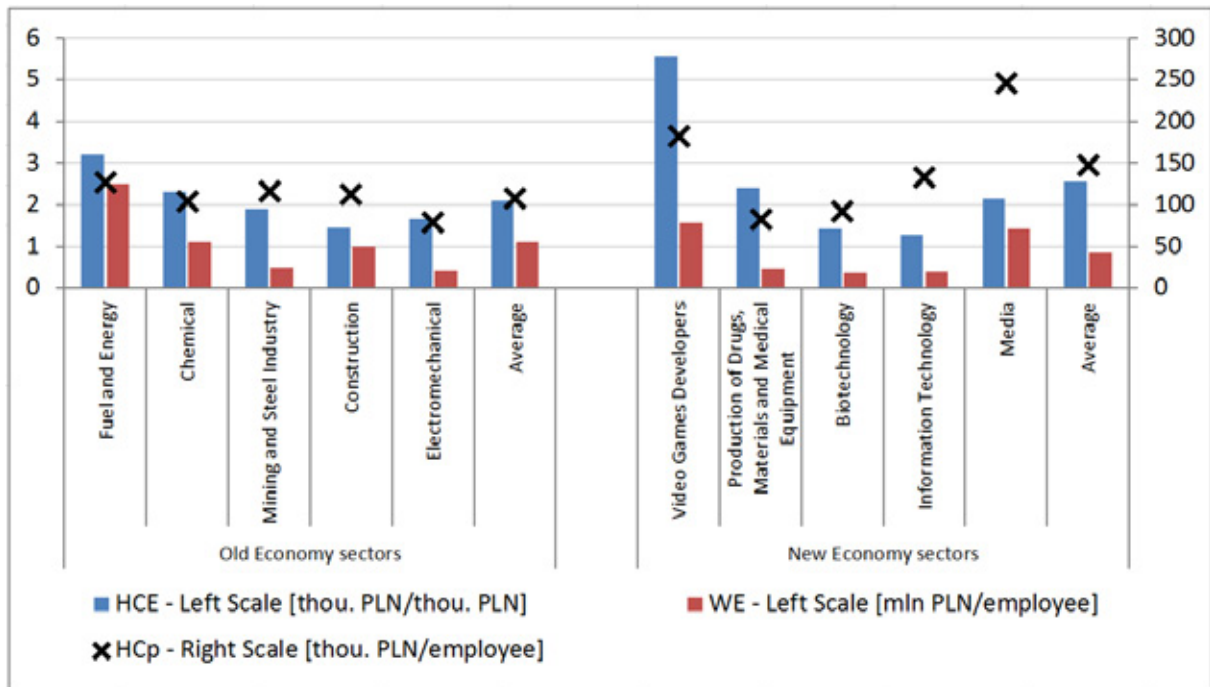 6
5
4
3
2
1
0
300
250
200
150
100
50
0
Fuel and Energy
Chemical
Mining and Steel Industry
Construction
Electromechanical
Average
Video Games Developers
Production of Drugs,
Materials and Medical
Equipment
Biotechnology
Information Technology
Media
Average
Old Economy sectors
New Economy sectors
HCE - Left Scale [thou. PLN/thou. PLN]
WE - Left Scale [mln PLN/employee]
HCp - Right Scale [thou. PLN/employee]